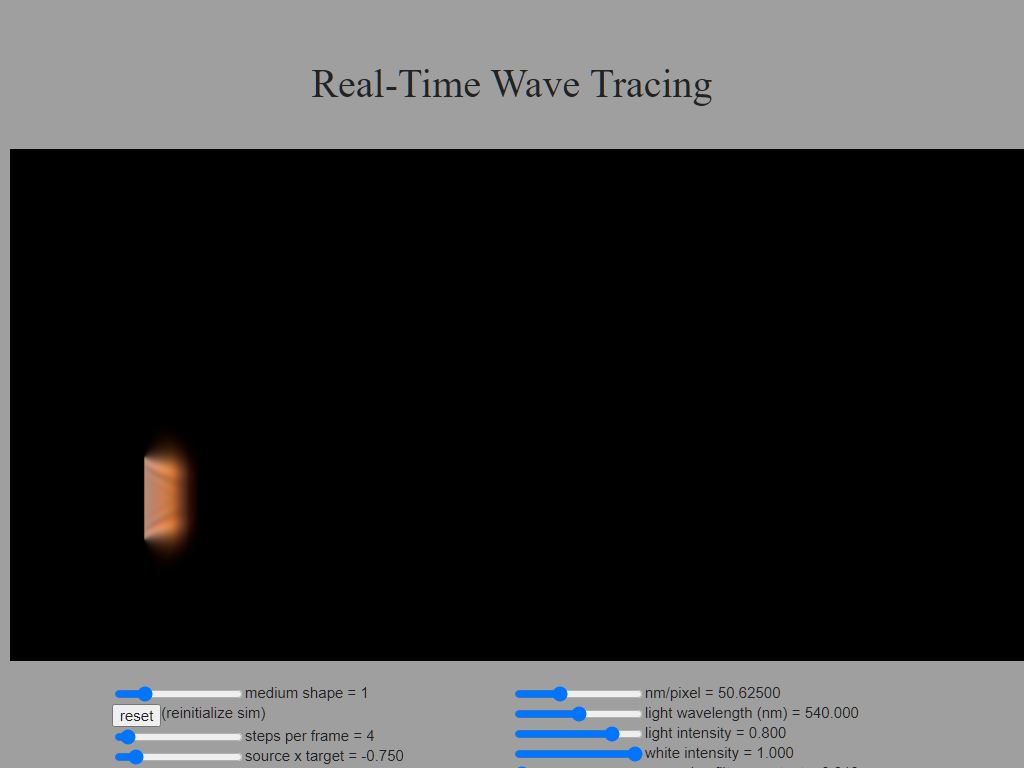 Real-Time Wave Tracing
medium shape = 1
reset (reinitialize sim)
steps per frame = 4
source x target = -0.750
nm/pixel = 50.62500
light wavelength (nm) = 540.000
light intensity = 0.800
white intensity = 1.000